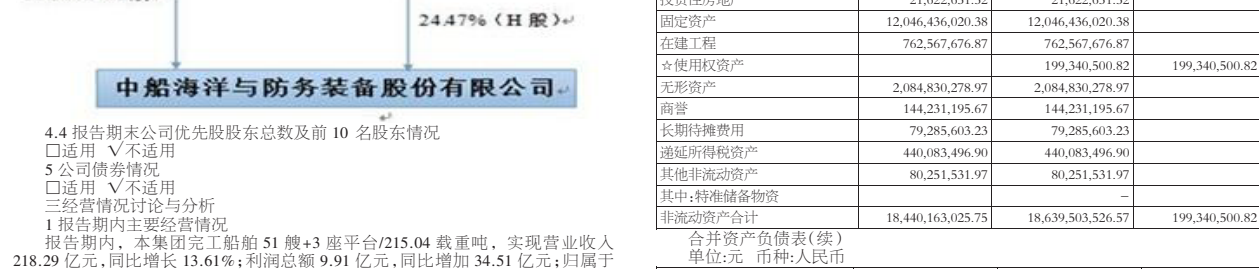 24.47%（H 股）
中船海洋与防务装备股份有限公司
4.4 报告期末公司优先股股东总数及前 10 名股东情况
□适用 √不适用
5 公司债券情况
□适用 √不适用
三经营情况讨论与分析
1 报告期内主要经营情况
报告期内，本集团完工船舶 51 艘+3 座平台/215.04 载重吨，实现营业收入
218.29 亿元,同比增长 13.61%；利润总额 9.91 亿元,同比增加 34.51 亿元；归属于
固定资产 12,046,436,020.38 12,046,436,020.38
在建工程 762,567,676.87 762,567,676.87
☆使用权资产 199,340,500.82 199,340,500.82
无形资产 2,084,830,278.97 2,084,830,278.97
商誉 144,231,195.67 144,231,195.67
长期待摊费用 79,285,603.23 79,285,603.23
递延所得税资产 440,083,496.90 440,083,496.90
其他非流动资产 80,251,531.97 80,251,531.97
其中:特准储备物资 –
非流动资产合计 18,440,163,025.75 18,639,503,526.57 199,340,500.82
合并资产负债表(续)
单位:元 币种:人民币